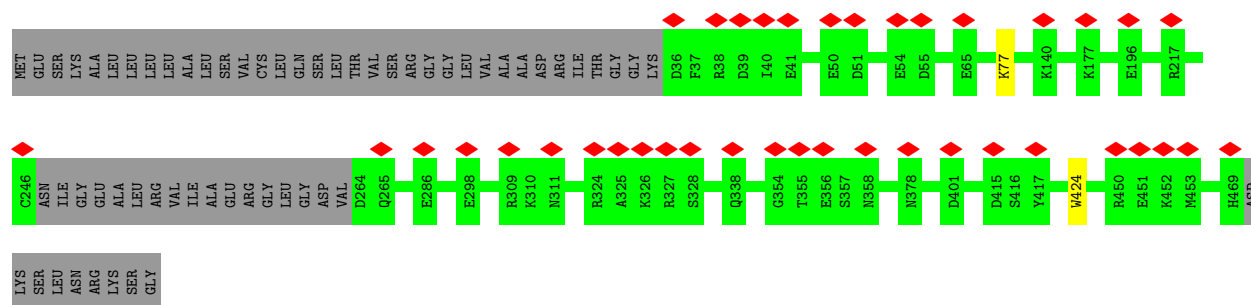 MET GLU SER LYS ALA LEU LEU LEU LEU ALA LEU SER VAL CYS LEU GLN SER LEU THR VAL SER ARG GLY GLY LEU VAL ALA ALA ASP ARG ILE THR GLY GLY LYS D36 F37 R38 D39 I40 E41 E50 D51 E54 D55 E65 K77 K140 K177 E196 R217
C246 ASN ILE GLY GLU ALA LEU ARG VAL ILE ALA GLU ARG GLY LEU GLY ASP VAL D264 Q265 E286 E298 R309 K310 N311 R324 A325 K326 R327 S328 Q338 G354 T355 E356 S357 N358 N378 D401 D415 S416 Y417 W424 R450 E451 K452 M453 H469 ASP
LYS SER LEU ASN ARG LYS SER GLY